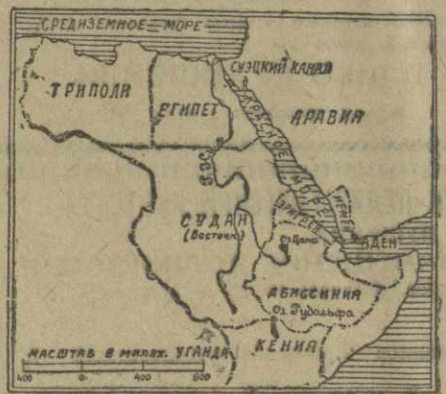 СРЕДИЗЕМНОЕ МОРЕ
СУЭЦКИЙ КАНАЛ
ТРИПОЛИ
ЕГИПЕТ
АРАВИЯ
КРАСНОЕ МОРЕ
ЙЕМЕН
ЭРИТРЕЯ
СУДАН
(Восточн)
Оз. Цана
АДЕН
АБИССИНИЯ
Оз. Рудольфа
МАСШТАБ В МИЛЯХ.
УГАНДА
КЕНИЯ
400 0 400 800